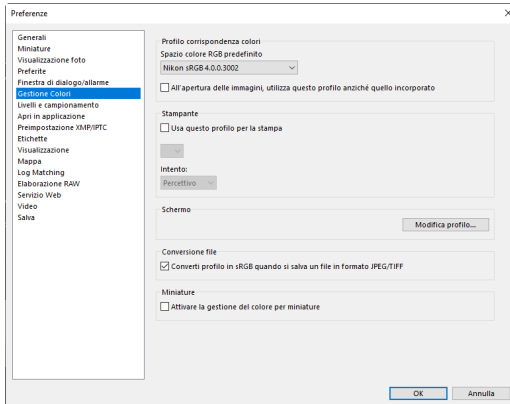 Preferenze
Generali
Miniature
Visualizzazione foto
Preferite
Finestra di dialogo/allarme
Gestione Colori
Livelli e campionamento
Apri in applicazione
Preimpostazione XMP/IPTC
Etichette
Visualizzazione
Mappa
Log Matching
Elaborazione RAW
Servizio Web
Video
Salva
Profilo corrispondenza colori
Spazio colore RGB predefinito
Nikon sRGB 4.0.0.3002
All'apertura delle immagini, utilizza questo profilo anziché quello incorporato
Stampante
Usa questo profilo per la stampa
Intento:
Percettivo
Schermo
Modifica profilo...
Conversione file
Converti profilo in sRGB quando si salva un file in formato JPEG/TIFF
Miniature
Attivare la gestione del colore per miniature
OK
Annulla